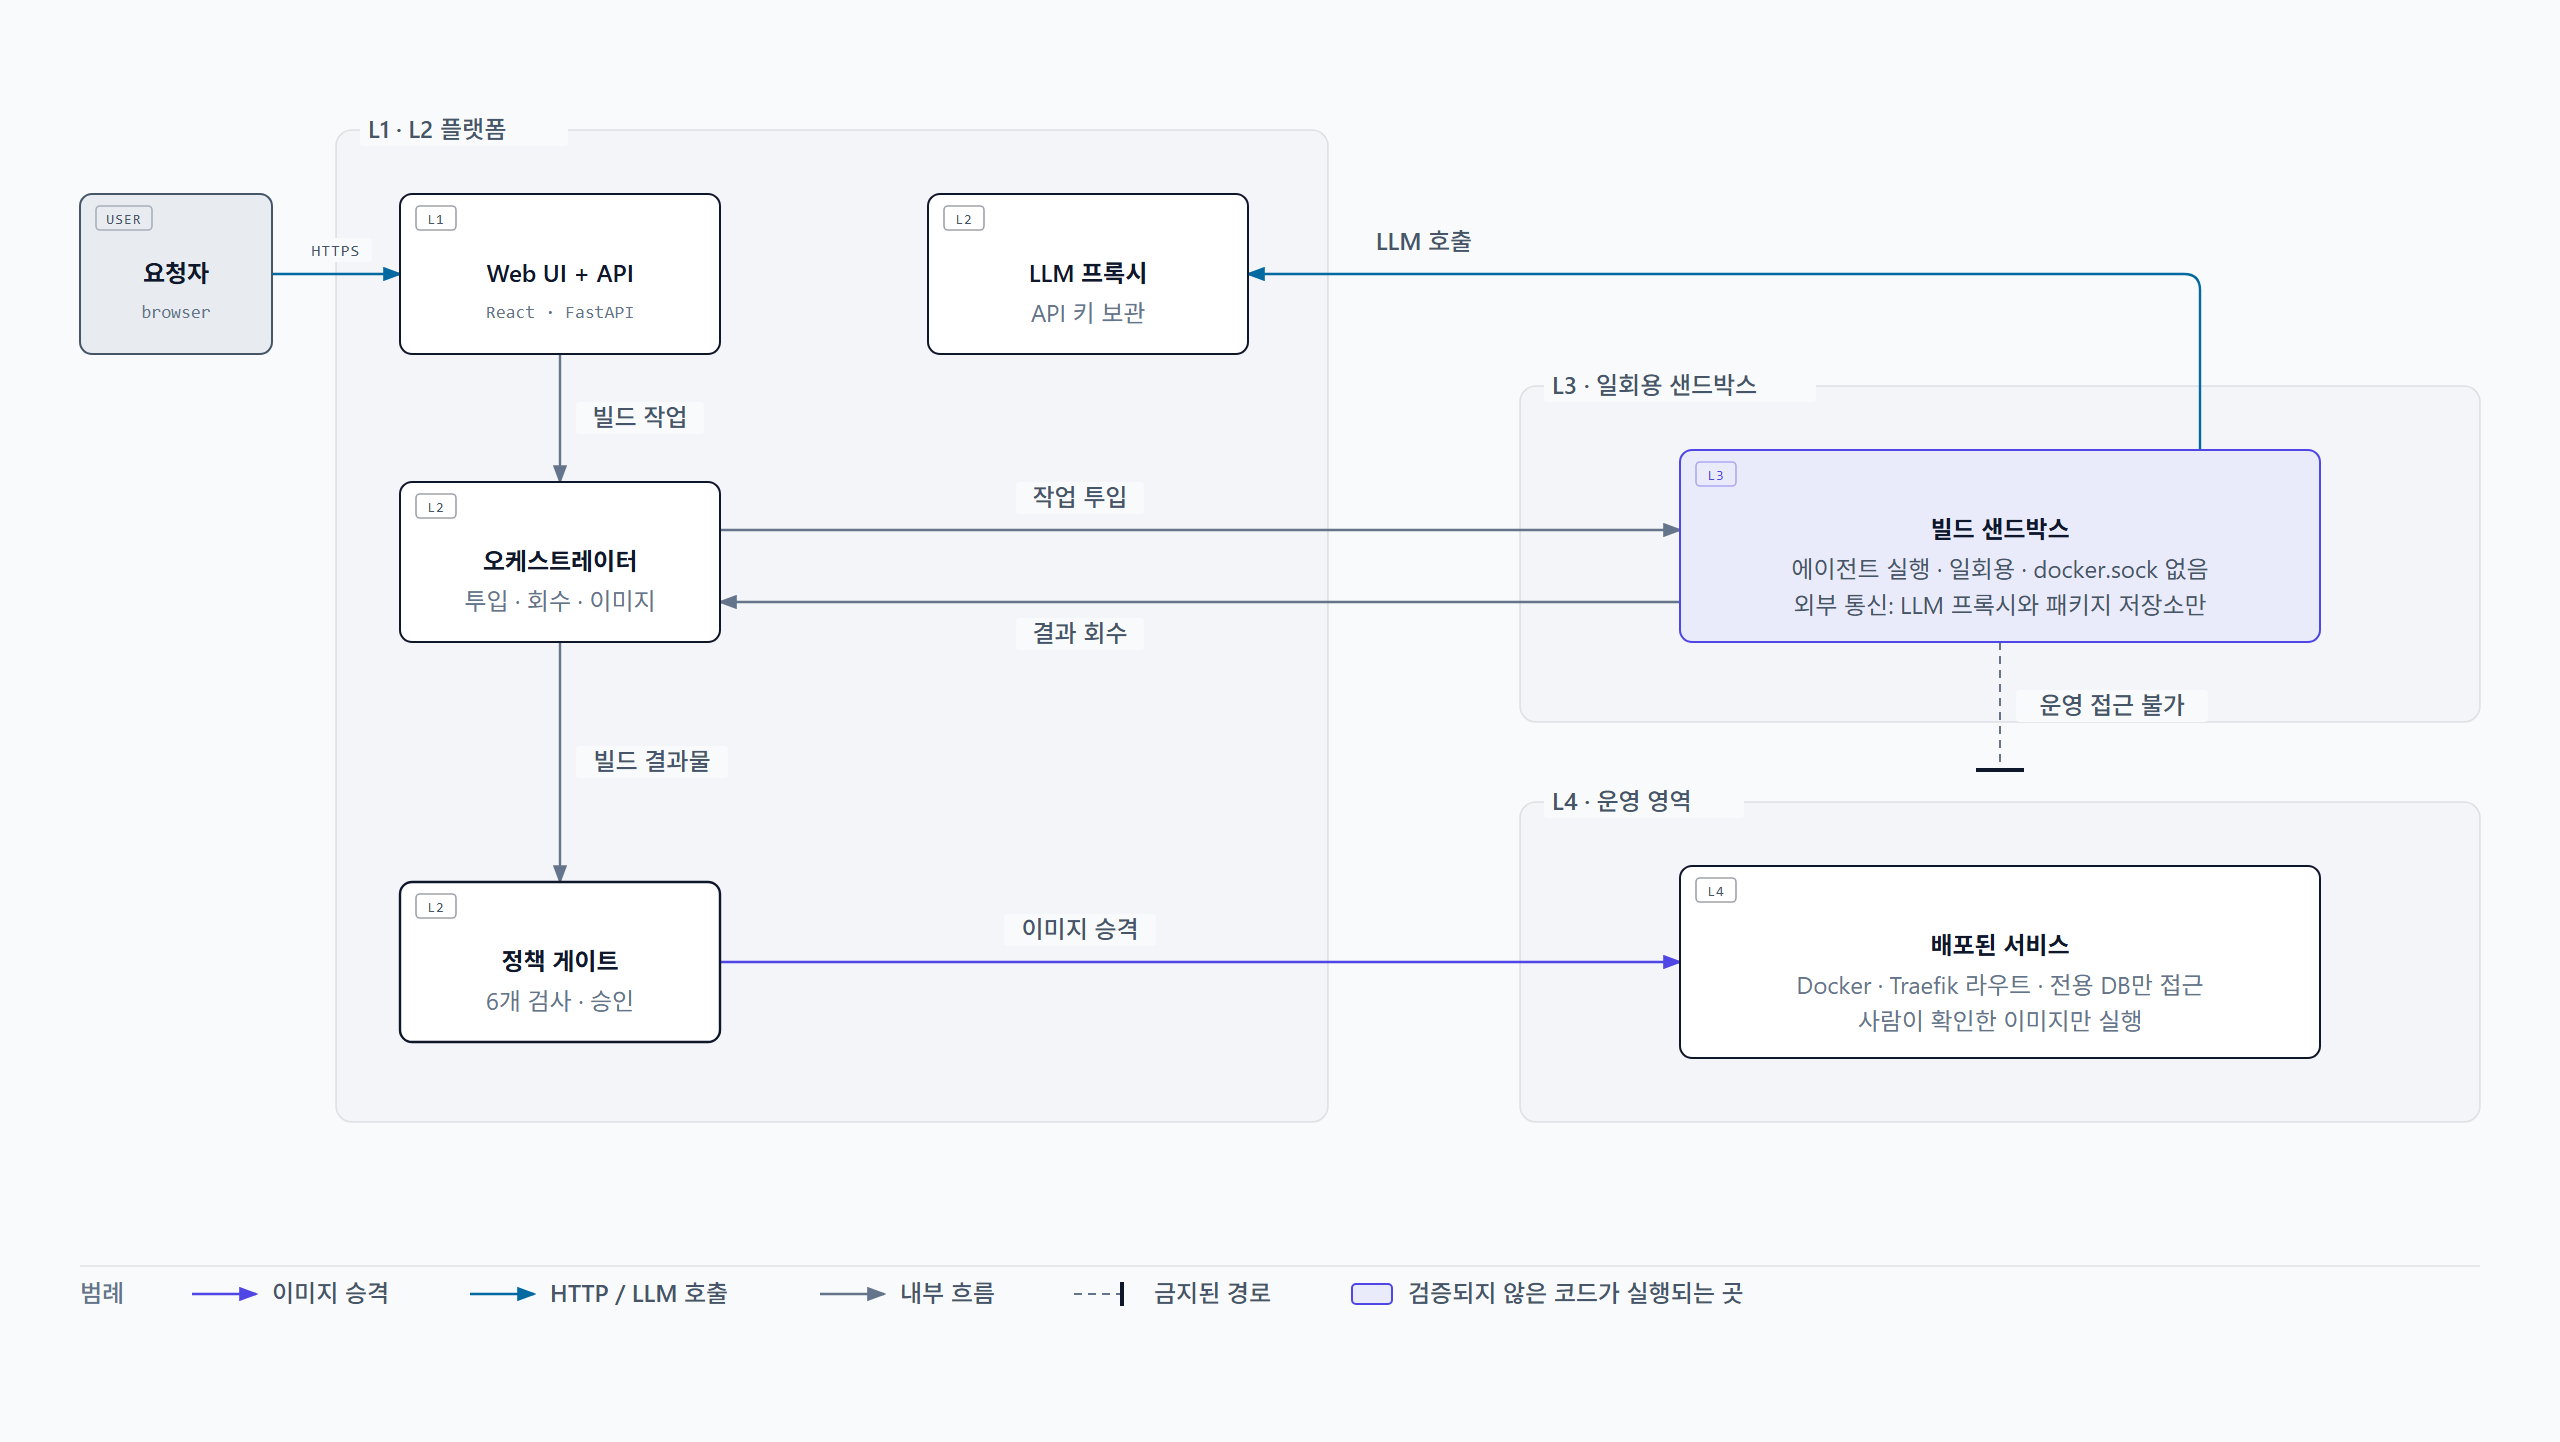 L1 · L2 플랫폼
USER
요청자
browser
HTTPS
L1
Web UI + API
React · FastAPI
L2
LLM 프록시
API 키 보관
LLM 호출
빌드 작업
L2
오케스트레이터
투입 · 회수 · 이미지
작업 투입
결과 회수
L3 · 일회용 샌드박스
L3
빌드 샌드박스
에이전트 실행 · 일회용 · docker.sock 없음
외부 통신: LLM 프록시와 패키지 저장소만
운영 접근 불가
빌드 결과물
L2
정책 게이트
6개 검사 · 승인
이미지 승격
L4 · 운영 영역
L4
배포된 서비스
Docker · Traefik 라우트 · 전용 DB만 접근
사람이 확인한 이미지만 실행
범례
이미지 승격
HTTP / LLM 호출
내부 흐름
금지된 경로
검증되지 않은 코드가 실행되는 곳